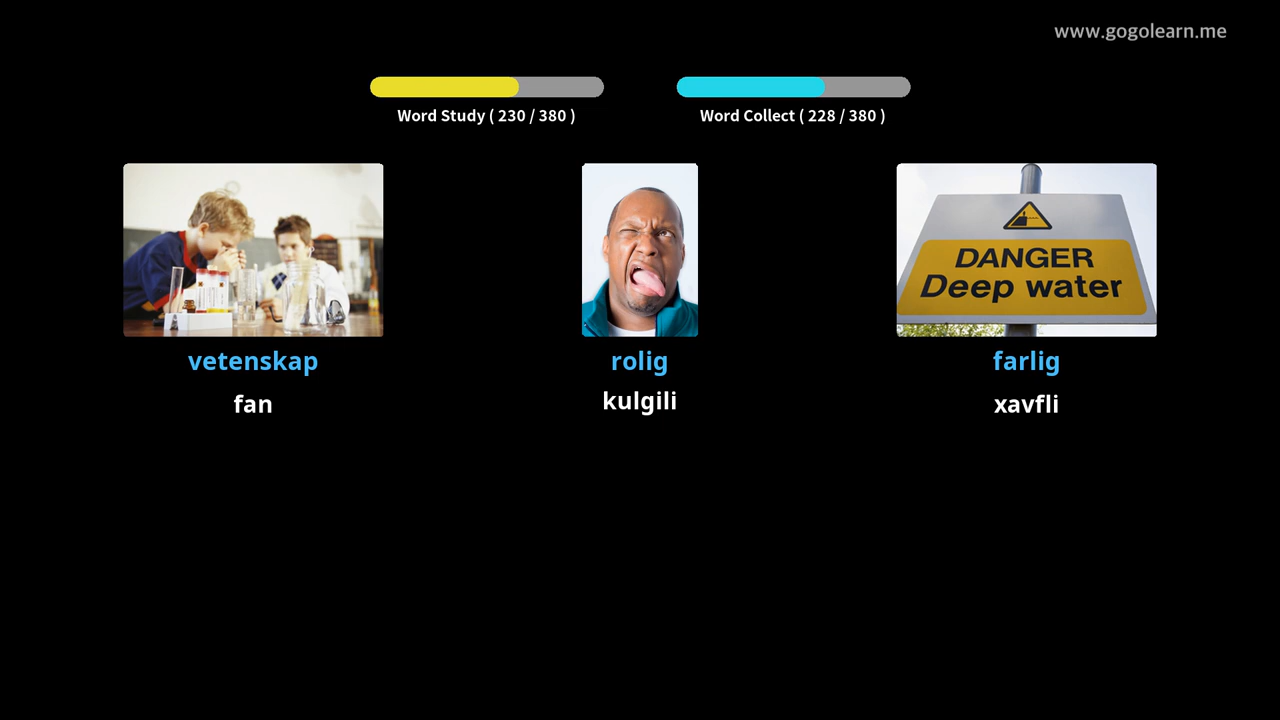 www.gogolearn.me
Word Study ( 230 / 380 )
Word Collect ( 228 / 380 )
DANGER
Deep water
vetenskap
rolig
farlig
fan
kulgili
xavfli